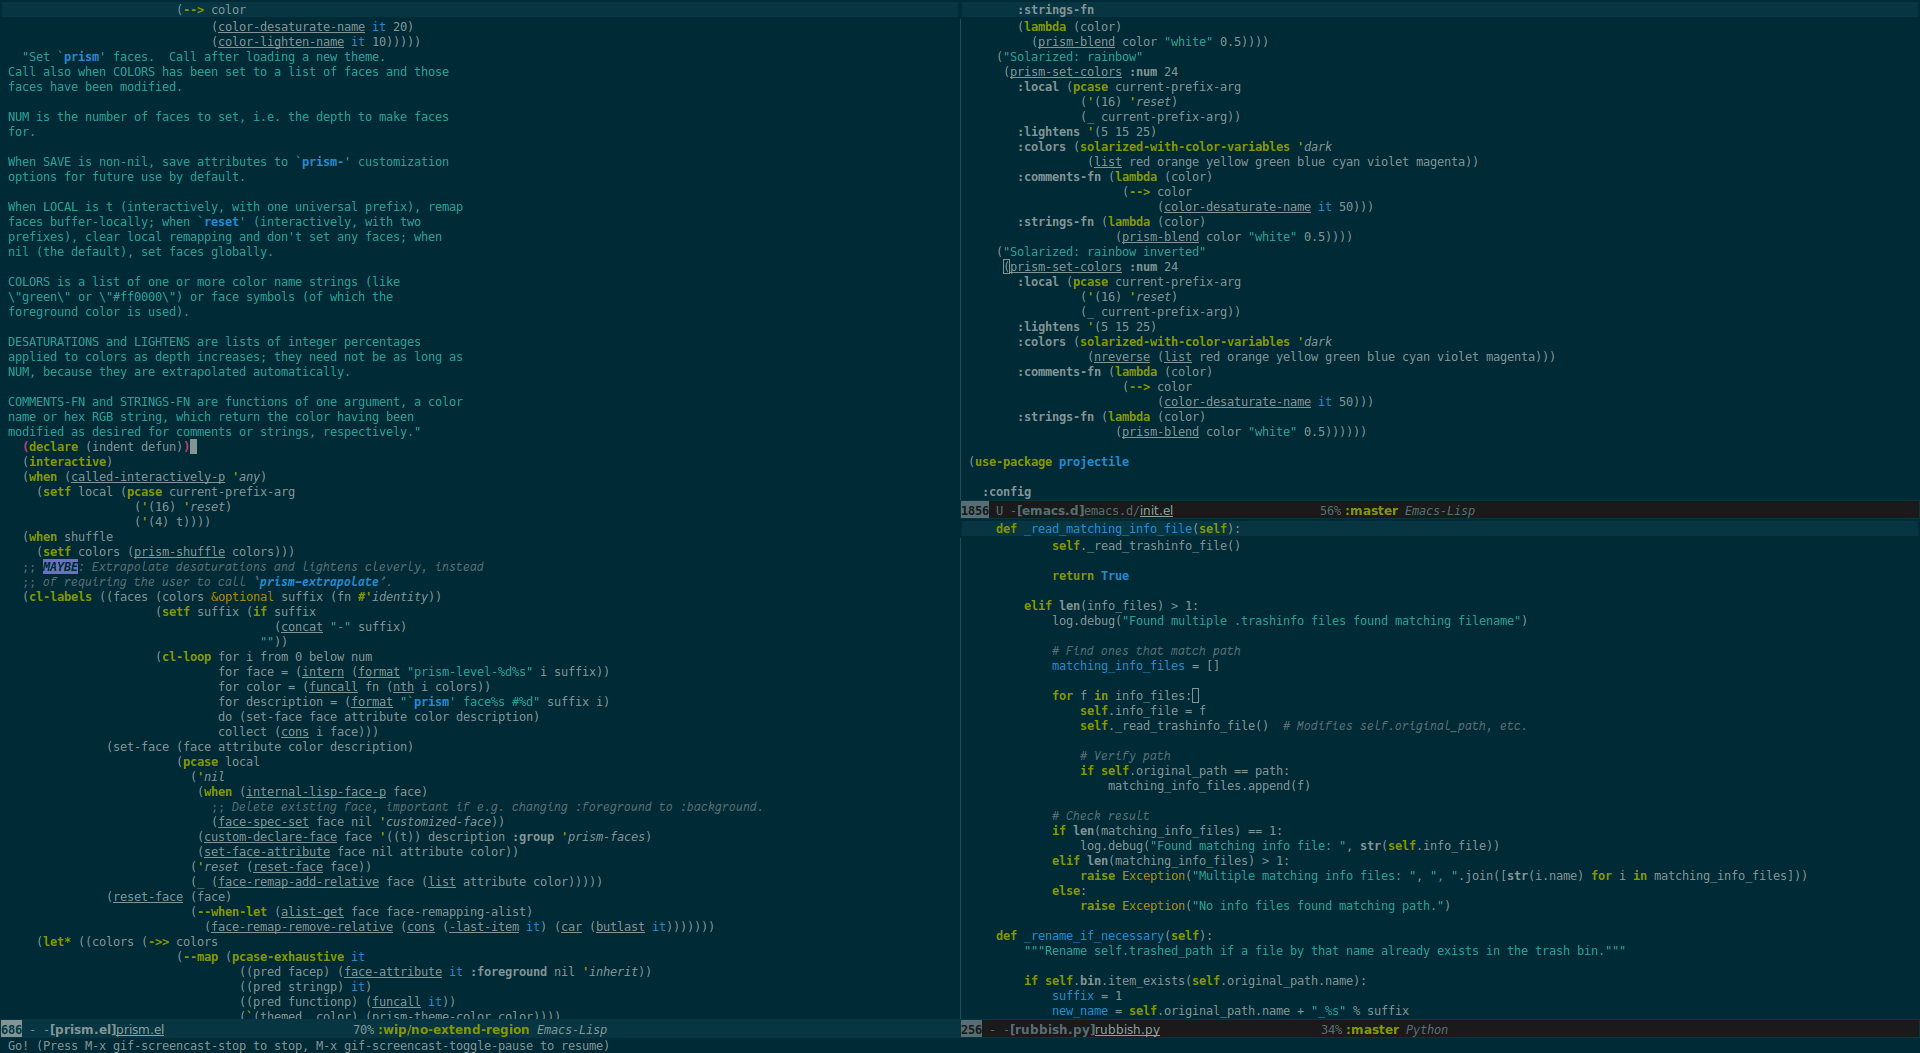 (--> color
                             (color-desaturate-name it 20)
                             (color-lighten-name it 10)))))
  "Set `prism' faces.  Call after loading a new theme.
Call also when COLORS has been set to a list of faces and those
faces have been modified.

NUM is the number of faces to set, i.e. the depth to make faces
for.

When SAVE is non-nil, save attributes to `prism-' customization
options for future use by default.

When LOCAL is t (interactively, with one universal prefix), remap
faces buffer-locally; when `reset' (interactively, with two
prefixes), clear local remapping and don't set any faces; when
nil (the default), set faces globally.

COLORS is a list of one or more color name strings (like
\"green\" or \"#ff0000\") or face symbols (of which the
foreground color is used).

DESATURATIONS and LIGHTENS are lists of integer percentages
applied to colors as depth increases; they need not be as long as
NUM, because they are extrapolated automatically.

COMMENTS-FN and STRINGS-FN are functions of one argument, a color
name or hex RGB string, which return the color having been
modified as desired for comments or strings, respectively."
  (declare (indent defun))
  (interactive)
  (when (called-interactively-p 'any)
    (setf local (pcase current-prefix-arg
                  ('(16) 'reset)
                  ('(4) t))))
  (when shuffle
    (setf colors (prism-shuffle colors)))
  ;; MAYBE: Extrapolate desaturations and lightens cleverly, instead
  ;; of requiring the user to call `prism-extrapolate'.
  (cl-labels ((faces (colors &optional suffix (fn #'identity))
                     (setf suffix (if suffix
                                      (concat "-" suffix)
                                    ""))
                     (cl-loop for i from 0 below num
                              for face = (intern (format "prism-level-%d%s" i suffix))
                              for color = (funcall fn (nth i colors))
                              for description = (format "`prism' face%s #%d" suffix i)
                              do (set-face face attribute color description)
                              collect (cons i face)))
              (set-face (face attribute color description)
                        (pcase local
                          ('nil
                           (when (internal-lisp-face-p face)
                             ;; Delete existing face, important if e.g. changing :foreground to :background.
                             (face-spec-set face nil 'customized-face))
                           (custom-declare-face face '((t)) description :group 'prism-faces)
                           (set-face-attribute face nil attribute color))
                          ('reset (reset-face face))
                          (_ (face-remap-add-relative face (list attribute color)))))
              (reset-face (face)
                          (--when-let (alist-get face face-remapping-alist)
                            (face-remap-remove-relative (cons (-last-item it) (car (butlast it)))))))
    (let* ((colors (->> colors
                        (--map (pcase-exhaustive it
                                 ((pred facep) (face-attribute it :foreground nil 'inherit))
                                 ((pred stringp) it)
                                 ((pred functionp) (funcall it))
                                 (`(themed ,color) (prism-theme-color color))))
686 - -[prism.el]prism.el 70% :wip/no-extend-region Emacs-Lisp
       :strings-fn
       (lambda (color)
         (prism-blend color "white" 0.5))))
    ("Solarized: rainbow"
     (prism-set-colors :num 24
       :local (pcase current-prefix-arg
                ('(16) 'reset)
                (_ current-prefix-arg))
       :lightens '(5 15 25)
       :colors (solarized-with-color-variables 'dark
                 (list red orange yellow green blue cyan violet magenta))
       :comments-fn (lambda (color)
                      (--> color
                           (color-desaturate-name it 50)))
       :strings-fn (lambda (color)
                     (prism-blend color "white" 0.5))))
    ("Solarized: rainbow inverted"
     (prism-set-colors :num 24
       :local (pcase current-prefix-arg
                ('(16) 'reset)
                (_ current-prefix-arg))
       :lightens '(5 15 25)
       :colors (solarized-with-color-variables 'dark
                 (nreverse (list red orange yellow green blue cyan violet magenta)))
       :comments-fn (lambda (color)
                      (--> color
                           (color-desaturate-name it 50)))
       :strings-fn (lambda (color)
                     (prism-blend color "white" 0.5))))))

(use-package projectile

  :config
1856 U -[emacs.d]emacs.d/init.el 56% :master Emacs-Lisp
    def _read_matching_info_file(self):
            self._read_trashinfo_file()

            return True

        elif len(info_files) > 1:
            log.debug("Found multiple .trashinfo files found matching filename")

            # Find ones that match path
            matching_info_files = []

            for f in info_files:
                self.info_file = f
                self._read_trashinfo_file()  # Modifies self.original_path, etc.

                # Verify path
                if self.original_path == path:
                    matching_info_files.append(f)

            # Check result
            if len(matching_info_files) == 1:
                log.debug("Found matching info file: ", str(self.info_file))
            elif len(matching_info_files) > 1:
                raise Exception("Multiple matching info files: ", ", ".join([str(i.name) for i in matching_info_files]))
            else:
                raise Exception("No info files found matching path.")

    def _rename_if_necessary(self):
        """Rename self.trashed_path if a file by that name already exists in the trash bin."""

        if self.bin.item_exists(self.original_path.name):
            suffix = 1
            new_name = self.original_path.name + "_%s" % suffix
256 - -[rubbish.py]rubbish.py 34% :master Python
Go! (Press M-x gif-screencast-stop to stop, M-x gif-screencast-toggle-pause to resume)